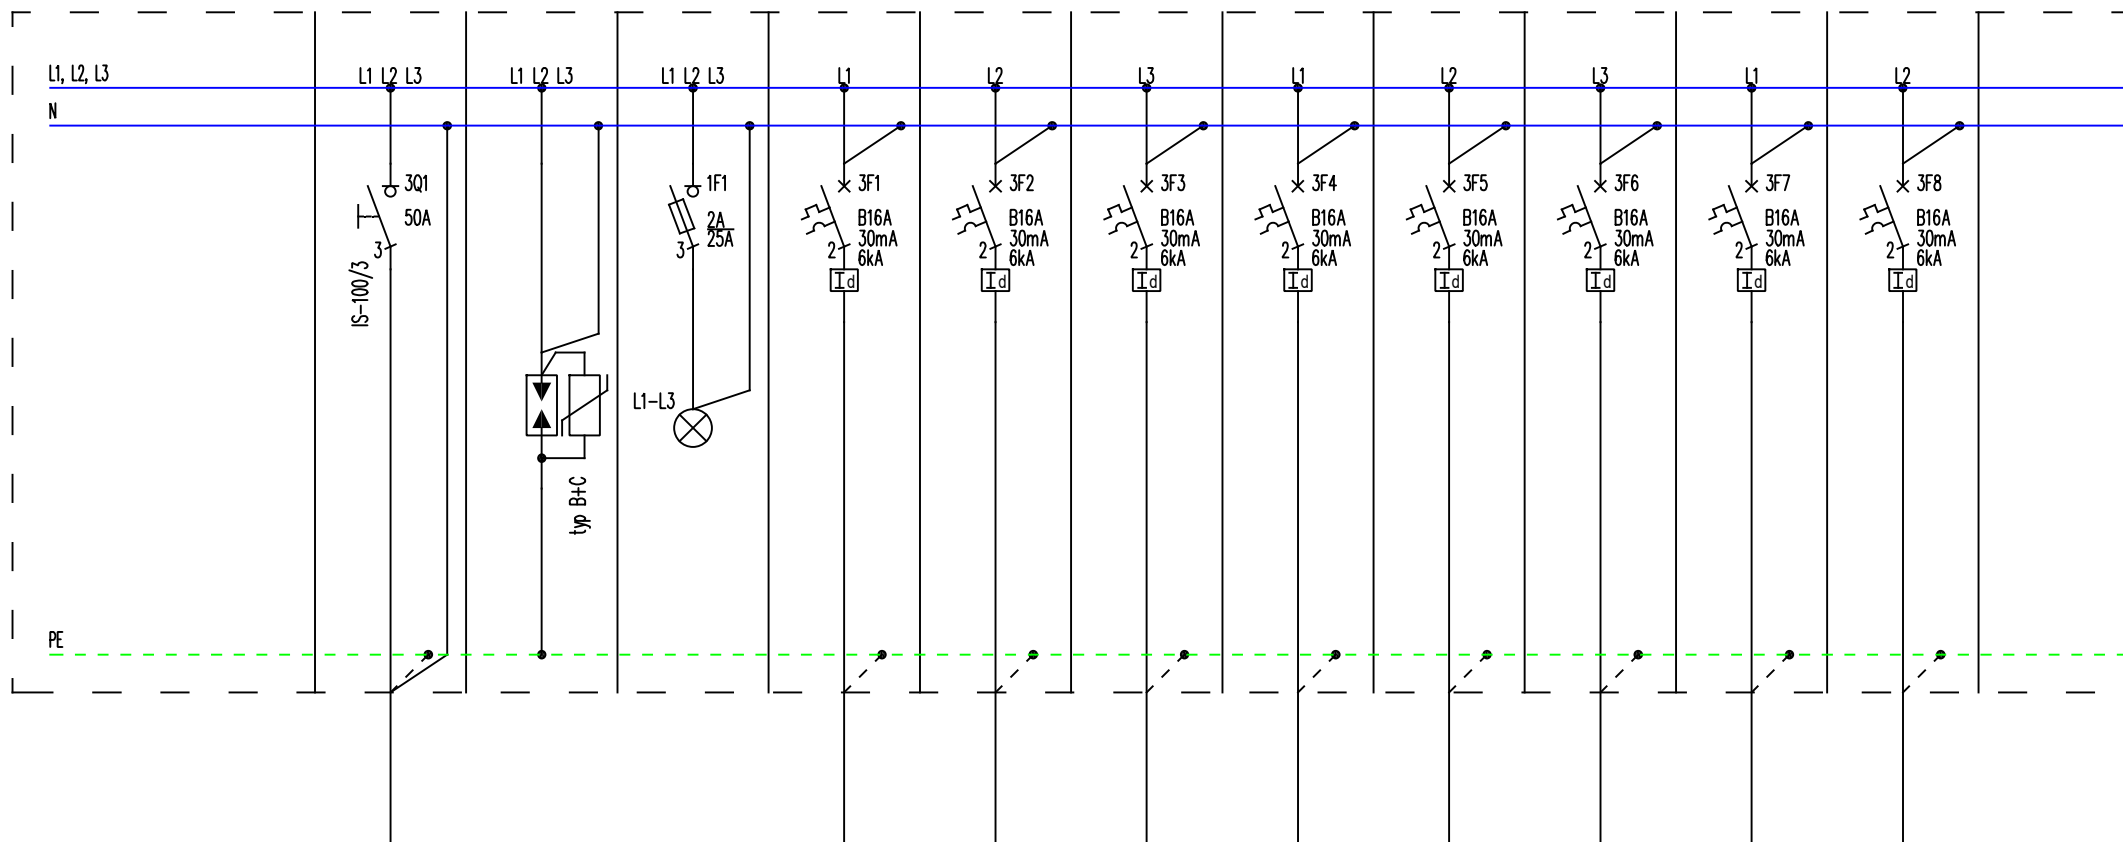 L1, L2, L3
L1 L2 L3
L1 L2 L3
L1 L2 L3
L1
L2
L3
L1
L2
L3
L1
L2
N
3Q1
50A
3
IS-100/3
typ B+C
1F1
2A
25A
3
L1-L3
3F1
B16A
30mA
6kA
2
Id
3F2
B16A
30mA
6kA
2
Id
3F3
B16A
30mA
6kA
2
Id
3F4
B16A
30mA
6kA
2
Id
3F5
B16A
30mA
6kA
2
Id
3F6
B16A
30mA
6kA
2
Id
3F7
B16A
30mA
6kA
2
Id
3F8
B16A
30mA
6kA
2
Id
PE